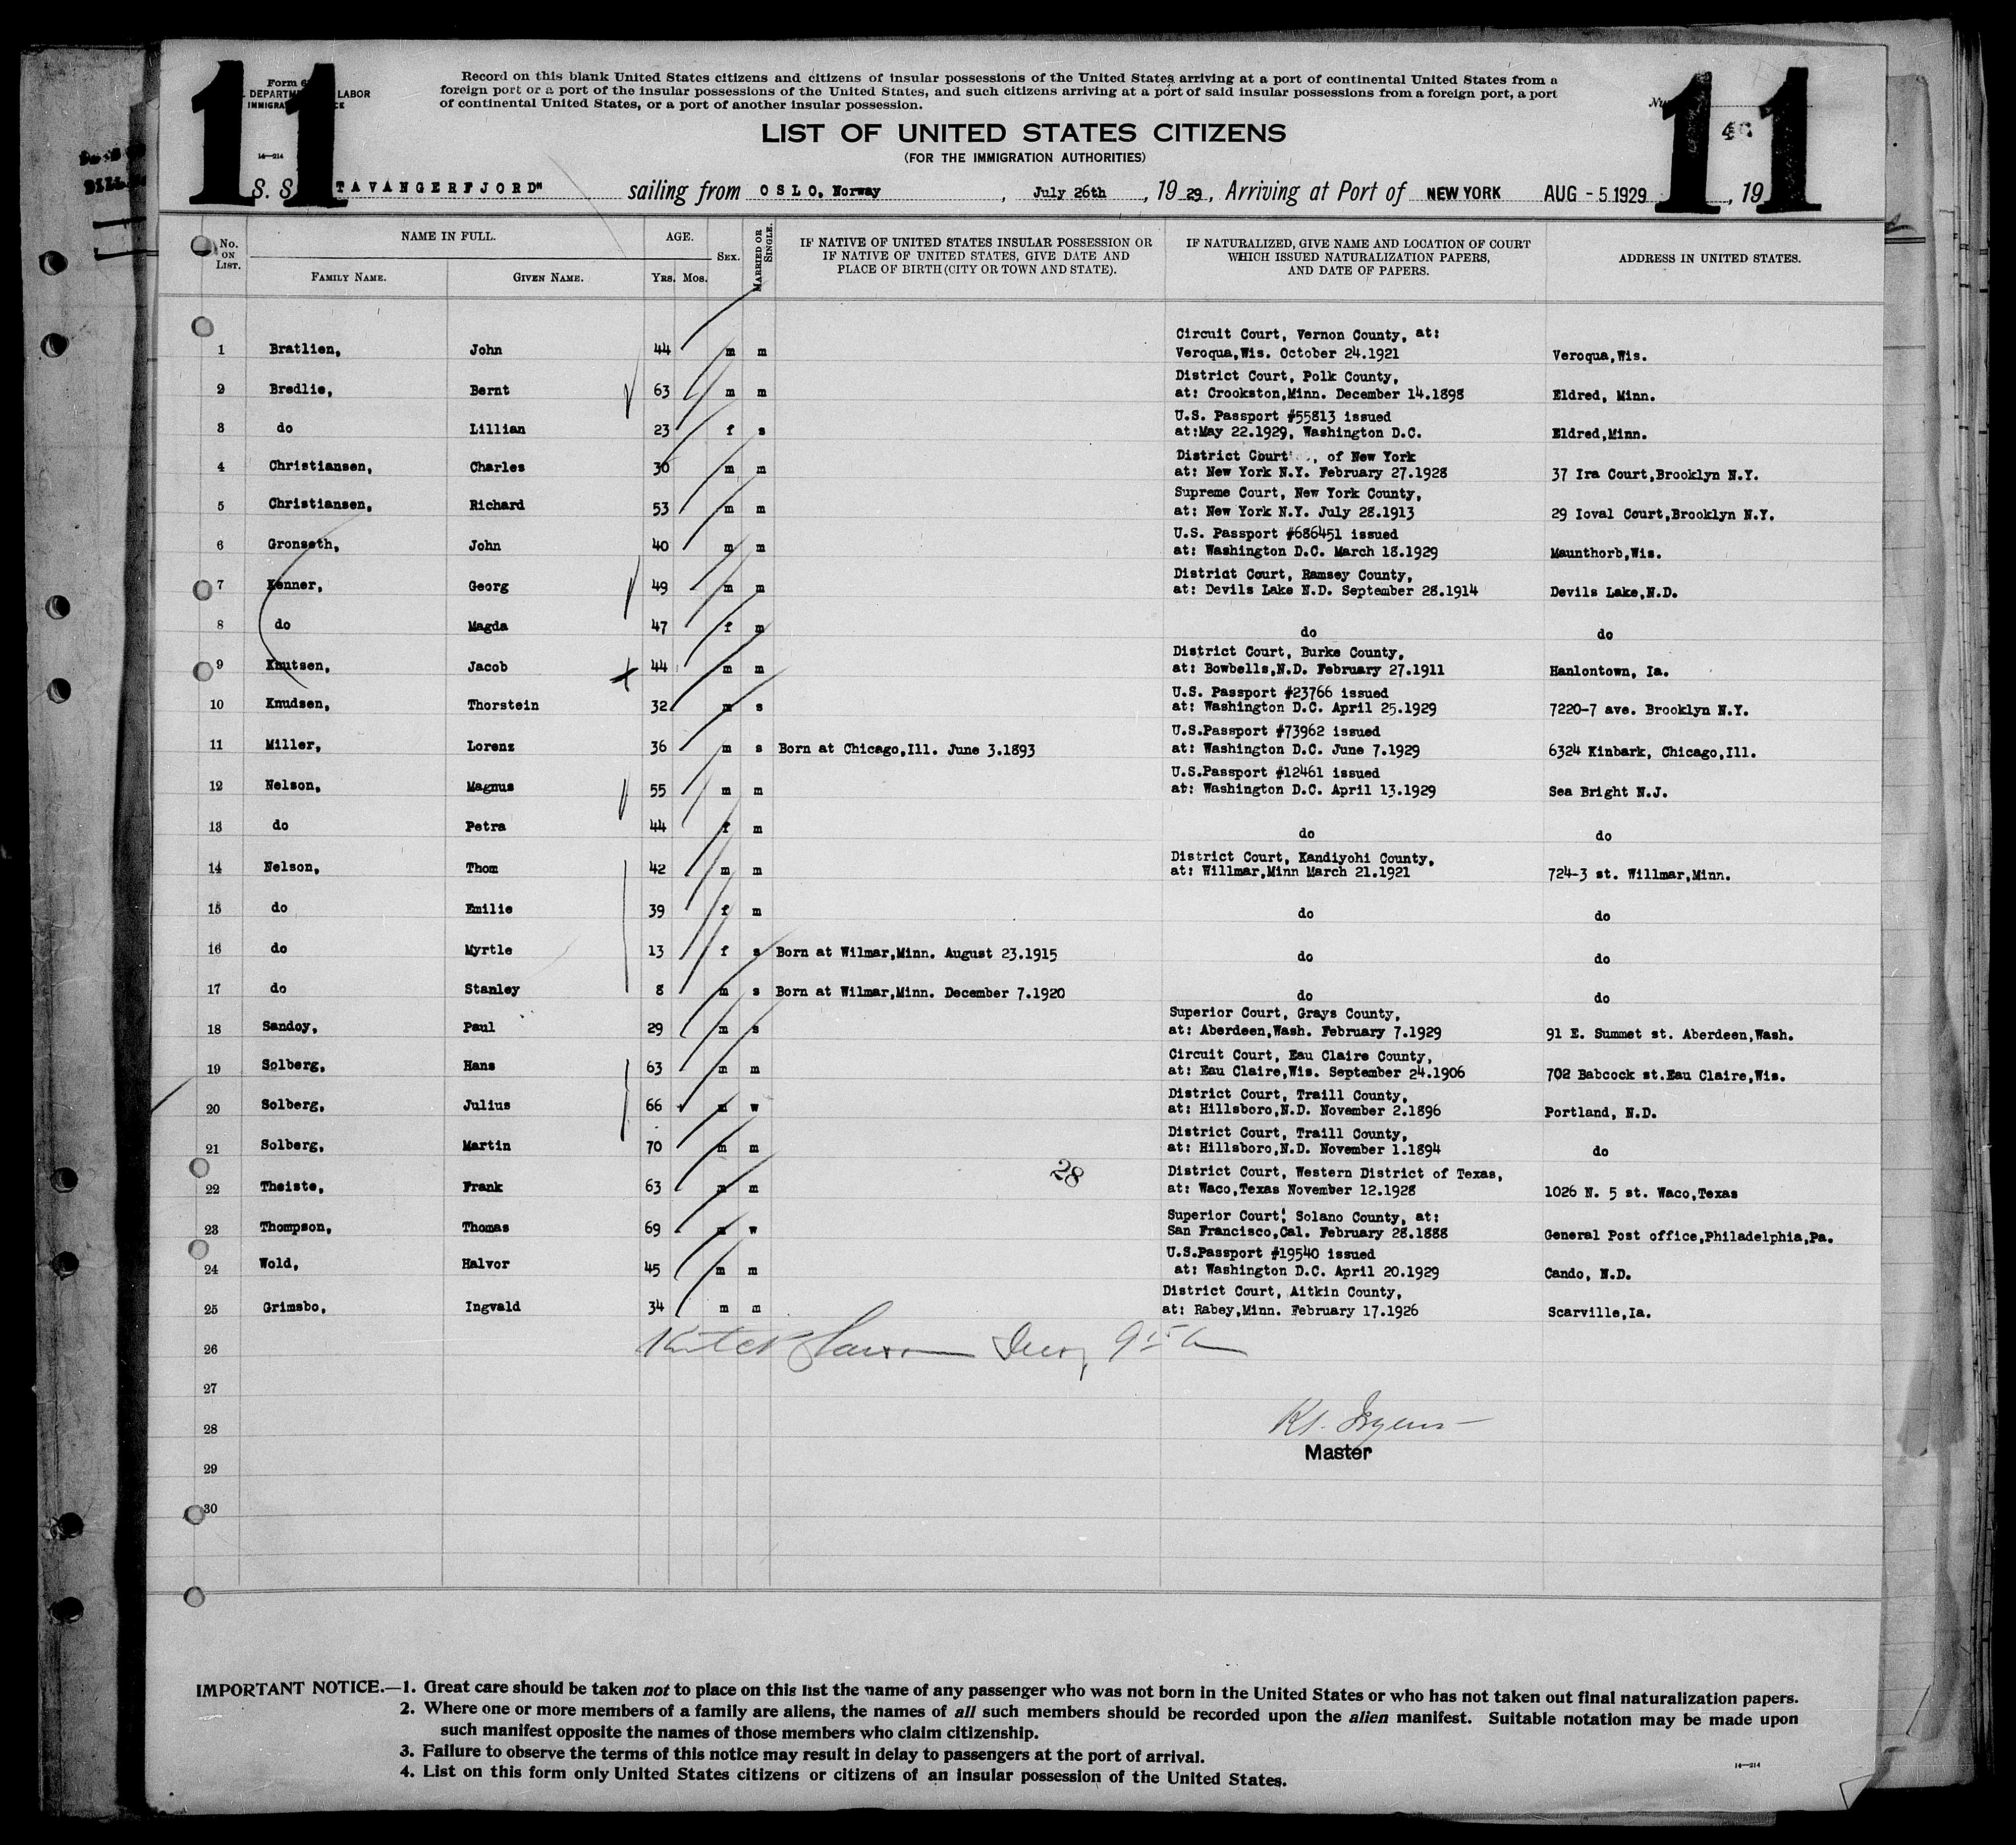 11
11
Form 6
DEPARTM LABOR
IMMIGRA CE
14—214
Record on this blank United States citizens and citizens of insular possessions of the United States arriving at a port of continental United States from a
foreign port or a port of the insular possessions of the United States, and such citizens arriving at a port of said insular possessions from a foreign port, a port
of continental United States, or a port of another insular possession.
LIST OF UNITED STATES CITIZENS
(FOR THE IMMIGRATION AUTHORITIES)
S. S. TAVANGERFJORD" sailing from OSLO, Norway, July 26th, 19 29, Arriving at Port of NEW YORK AUG - 5 1929, 19
No. ON LIST. NAME IN FULL. AGE. SEX. MARRIED OR SINGLE. IF NATIVE OF UNITED STATES INSULAR POSSESSION OR IF NATIVE OF UNITED STATES, GIVE DATE AND PLACE OF BIRTH (CITY OR TOWN AND STATE). IF NATURALIZED, GIVE NAME AND LOCATION OF COURT WHICH ISSUED NATURALIZATION PAPERS, AND DATE OF PAPERS. ADDRESS IN UNITED STATES.
FAMILY NAME. GIVEN NAME. YRS. MOS.
1 Bratlien, John 44 m m Circuit Court, Vernon County, at: Veroqua,Wis. October 24.1921 Veroqua,Wis.
2 Bredlie, Bernt 63 m m District Court, Polk County, at: Crookston,Minn. December 14.1898 Eldred, Minn.
3 do Lillian 23 f s U.S. Passport #55813 issued at:May 22.1929, Washington D.C. Eldred,Minn.
4 Christiansen, Charles 30 m m District Court , of New York at: New York N.Y. February 27.1928 37 Ira Court,Brooklyn N.Y.
5 Christiansen, Richard 53 m m Supreme Court, New York County, at: New York N.Y. July 28.1913 29 Ioval Court,Brooklyn N.Y.
6 Gronseth, John 40 m m U.S. Passport #686451 issued at: Washington D.C. March 18.1929 Maunthorb,Wis.
7 Kenner, Georg 49 m m District Court, Ramsey County, at: Devils Lake N.D. September 28.1914 Devils Lake,N.D.
8 do Magda 47 f m do do
9 Knutsen, Jacob 44 m m District Court, Burke County, at: Bowbells,N.D. February 27.1911 Hanlontown, Ia.
10 Knudsen, Thorstein 32 m s U.S. Passport #23766 issued at: Washington D.C. April 25.1929 7220-7 ave. Brooklyn N.Y.
11 Miller, Lorenz 36 m s Born at Chicago,Ill. June 3.1893 U.S.Passport #73962 issued at: Washington D.C. June 7.1929 6324 Kinbark, Chicago,Ill.
12 Nelson, Magnus 55 m m U.S.Passport #12461 issued at: Washington D.C. April 13.1929 Sea Bright N.J.
13 do Petra 44 f m do do
14 Nelson, Thom 42 m m District Court, Kandiyohi County, at: Willmar,Minn March 21.1921 724-3 st. Willmar,Minn.
15 do Emilie 39 f m do do
16 do Myrtle 13 f s Born at Wilmar,Minn. August 23.1915 do do
17 do Stanley 8 m s Born at Wilmar,Minn. December 7.1920 do do
18 Sandoy, Paul 29 m s Superior Court, Grays County, at: Aberdeen,Wash. February 7.1929 91 E. Summet st. Aberdeen,Wash.
19 Solberg, Hans 63 m m Circuit Court, Eau Claire County, at: Eau Claire,Wis. September 24.1906 702 Babcock st.Eau Claire,Wis.
20 Solberg, Julius 66 m w District Court, Traill County, at: Hillsboro,N.D. November 2.1896 Portland, N.D.
21 Solberg, Martin 70 m m District Court, Traill County, at: Hillsboro,N.D. November 1.1894 do
28
22 Theiste, Frank 63 m m District Court, Western District of Texas, at: Waco,Texas November 12.1928 1026 N. 5 st. Waco,Texas
23 Thompson, Thomas 69 m w Superior Court, Solano County, at: San Francisco,Cal. February 28.1888 General Post office,Philadelphia,Pa.
24 Wold, Halvor 45 m m U.S.Passport #19540 issued at: Washington D.C. April 20.1929 Cando, N.D.
25 Grimsbo, Ingvald 34 m m District Court, Aitkin County, at: Rabey,Minn. February 17.1926 Scarville,Ia.
26
27
28
Master
29
30
IMPORTANT NOTICE.—1. Great care should be taken not to place on this list the name of any passenger who was not born in the United States or who has not taken out final naturalization papers.
2. Where one or more members of a family are aliens, the names of all such members should be recorded upon the alien manifest. Suitable notation may be made upon
such manifest opposite the names of those members who claim citizenship.
3. Failure to observe the terms of this notice may result in delay to passengers at the port of arrival.
4. List on this form only United States citizens or citizens of an insular possession of the United States.
14—214